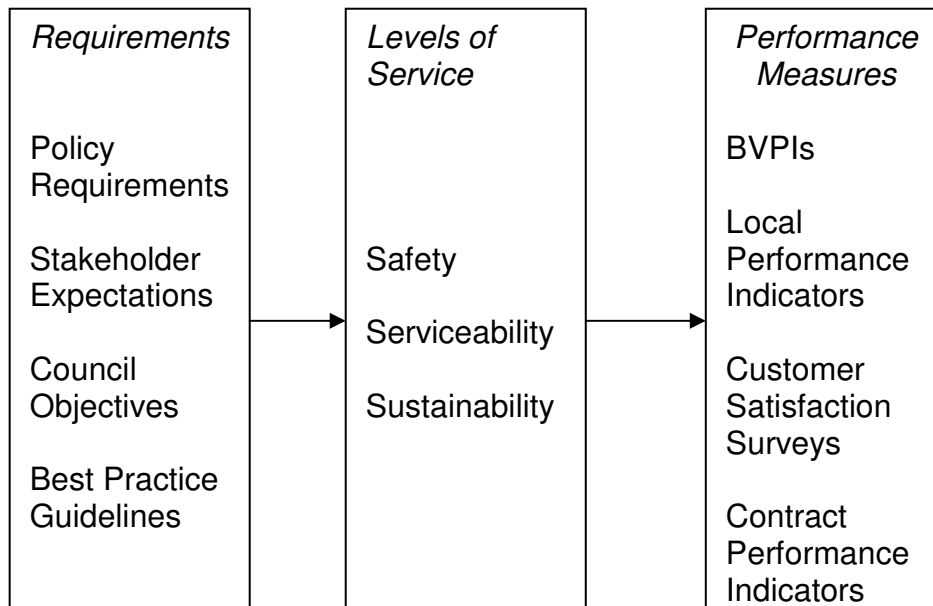 Requirements
Policy
Requirements
Stakeholder
Expectations
Council
Objectives
Best Practice
Guidelines
Levels of
Service
Safety
Serviceability
Sustainability
Performance
Measures
BVPIs
Local
Performance
Indicators
Customer
Satisfaction
Surveys
Contract
Performance
Indicators